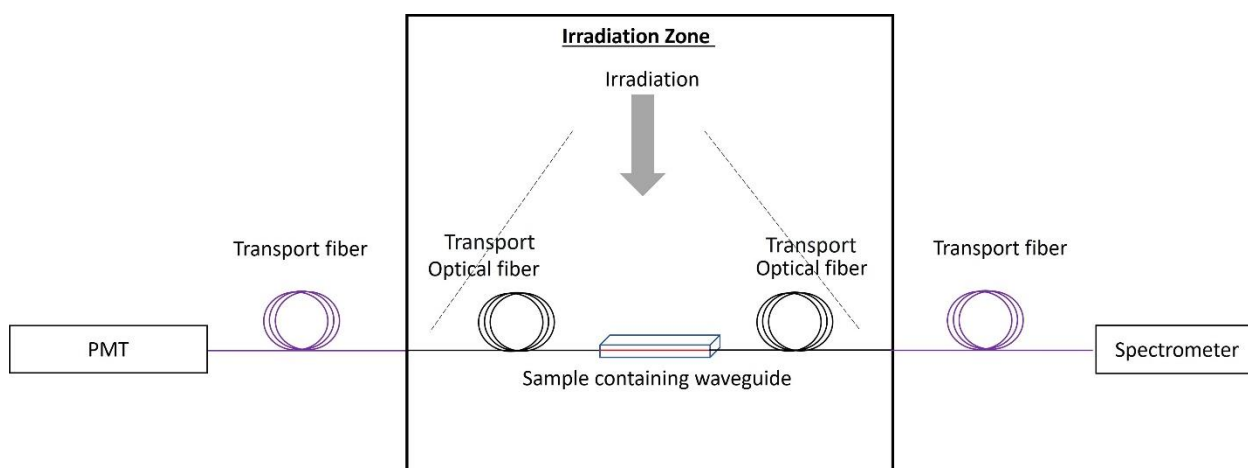 Irradiation Zone
Irradiation
Transport fiber
Transport
Optical fiber
Transport
Optical fiber
Transport fiber
PMT
Sample containing waveguide
Spectrometer